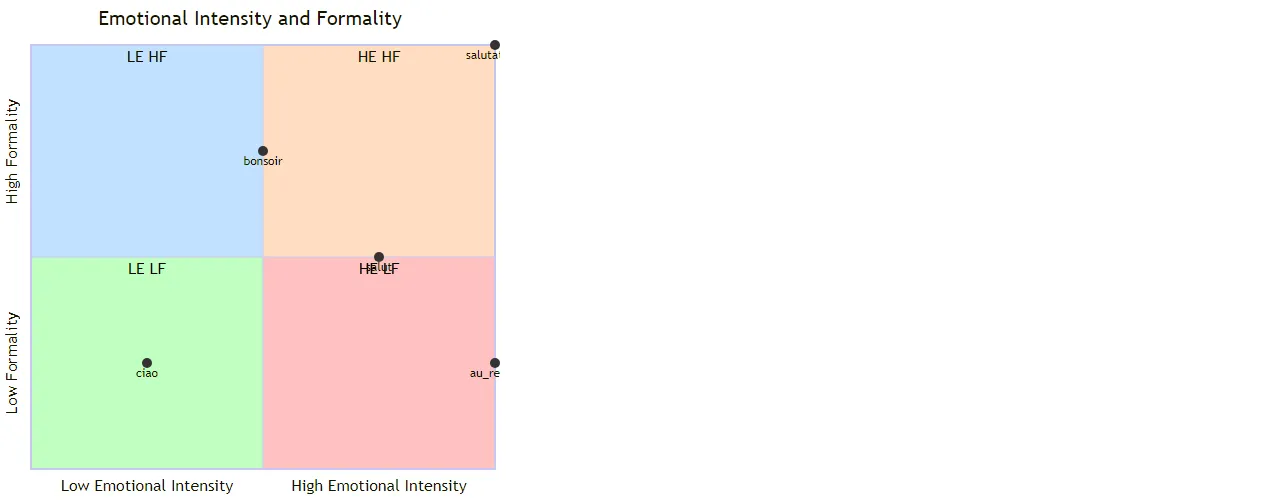 Emotional Intensity and Formality
LE HF
HE HF
saluta
bonsoir
High Formality
LE LF
HE LF
salut
ciao
au_re
Low Formality
Low Emotional Intensity
High Emotional Intensity